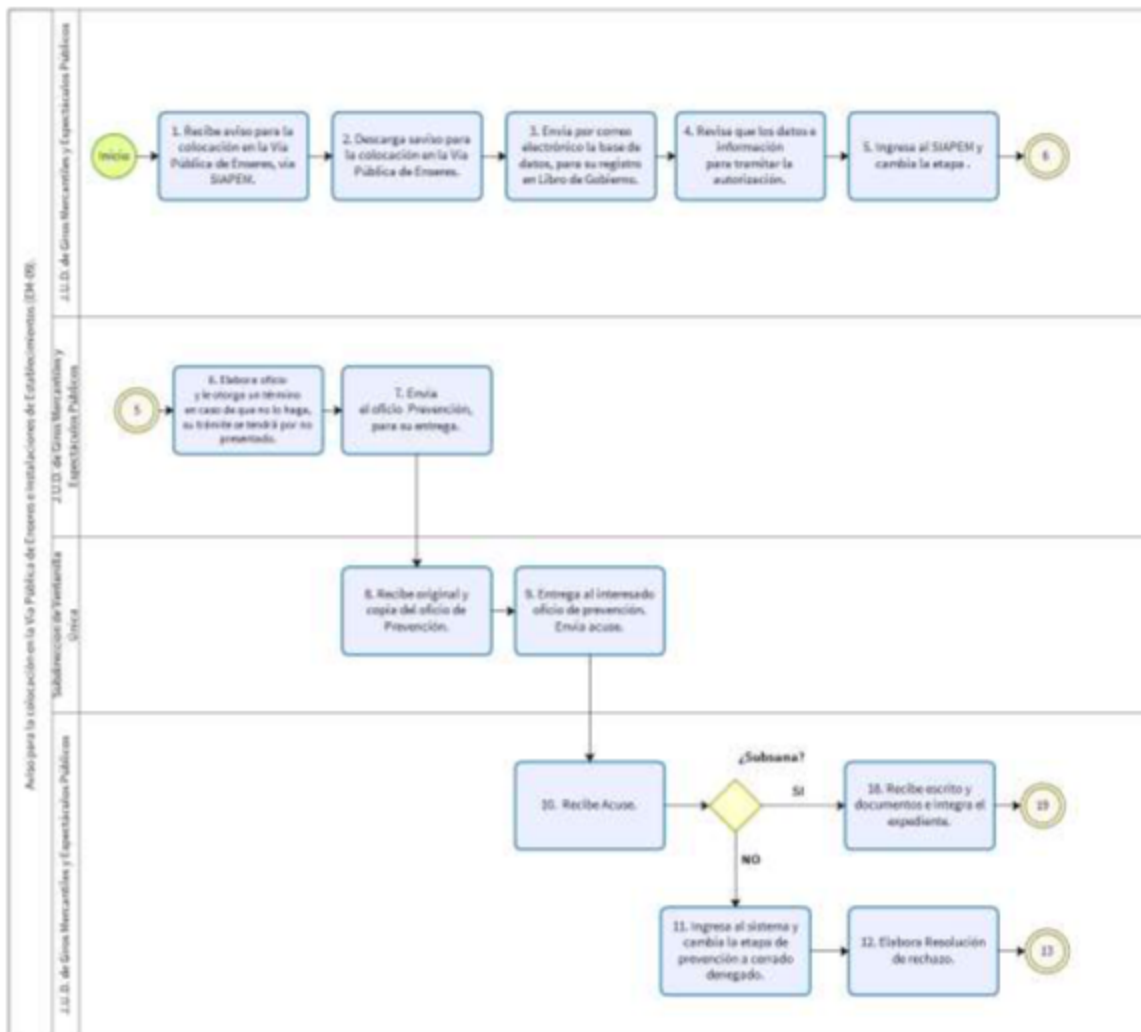 Aviso para la colocación en la Vía Pública de Enseres e Instalaciones de Establecimientos (EM-09).
J.U.D. de Giros Mercantiles y Espectáculos Públicos
Inicio
1. Recibe aviso para la
colocación en la Vía
Pública de Enseres, vía
SIAPEM.
2. Descarga saviso para
la colocación en la Vía
Pública de Enseres.
3. Envía por correo
electrónico la base de
datos, para su registro
en Libro de Gobierno.
4. Revisa que los datos e
información
para tramitar la
autorización.
5. Ingresa al SIAPEM y
cambia la etapa .
6
J.U.D. de Giros Mercantiles y
Espectáculos Públicos
5
6. Elabora oficio
y le otorga un término
en caso de que no lo haga,
su trámite se tendrá por no
presentado.
7. Envía
el oficio Prevención,
para su entrega.
Subdirección de Ventanilla
Única
8. Recibe original y
copia del oficio de
Prevención.
9. Entrega al interesado
oficio de prevención.
Envía acuse.
J.U.D. de Giros Mercantiles y Espectáculos Públicos
10. Recibe Acuse.
¿Subsana?
SI
NO
18. Recibe escrito y
documentos e integra el
expediente.
19
11. Ingresa al sistema y
cambia la etapa de
prevención a cerrado
denegado.
12. Elabora Resolución
de rechazo.
13